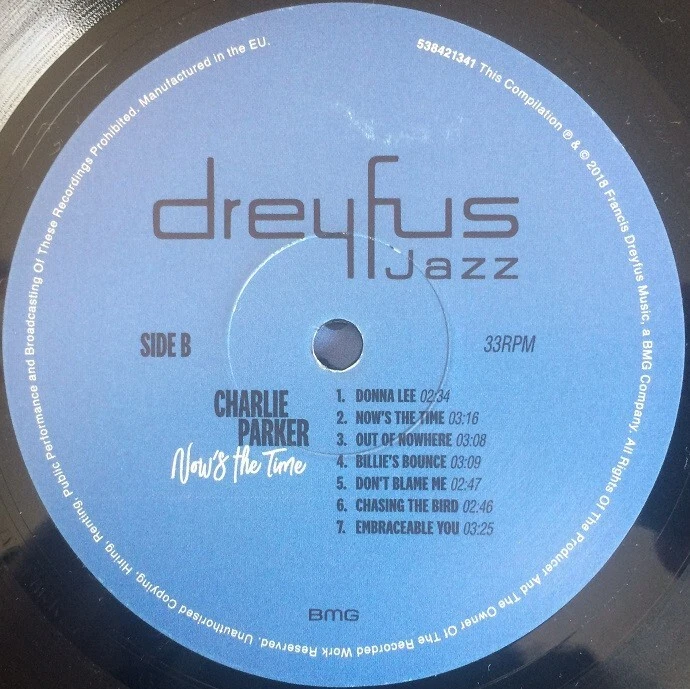 538421341 This Compilation ℗ & © 2018 Francis Dreyfus Music, a BMG Company. All Rights Of The Producer And The Owner Of The Recorded Work Reserved. Unauthorised Copying, Hiring, Renting, Public Performance and Broadcasting Of These Recordings Prohibited. Manufactured in the EU.
dreyfus
Jazz
SIDE B
33RPM
CHARLIE
PARKER
Now's the Time
1. DONNA LEE 02:34
2. NOW'S THE TIME 03:16
3. OUT OF NOWHERE 03:08
4. BILLIE'S BOUNCE 03:09
5. DON'T BLAME ME 02:47
6. CHASING THE BIRD 02:46
7. EMBRACEABLE YOU 03:25
BMG